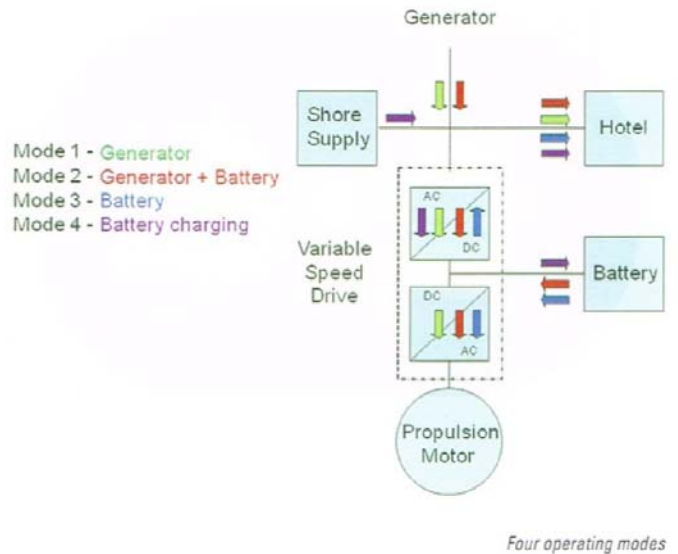 Generator
Shore
Supply
Hotel
Mode 1 - Generator
Mode 2 - Generator + Battery
Mode 3 - Battery
Mode 4 - Battery charging
AC
DC
Variable
Speed
Drive
Battery
DC
AC
Propulsion
Motor
Four operating modes